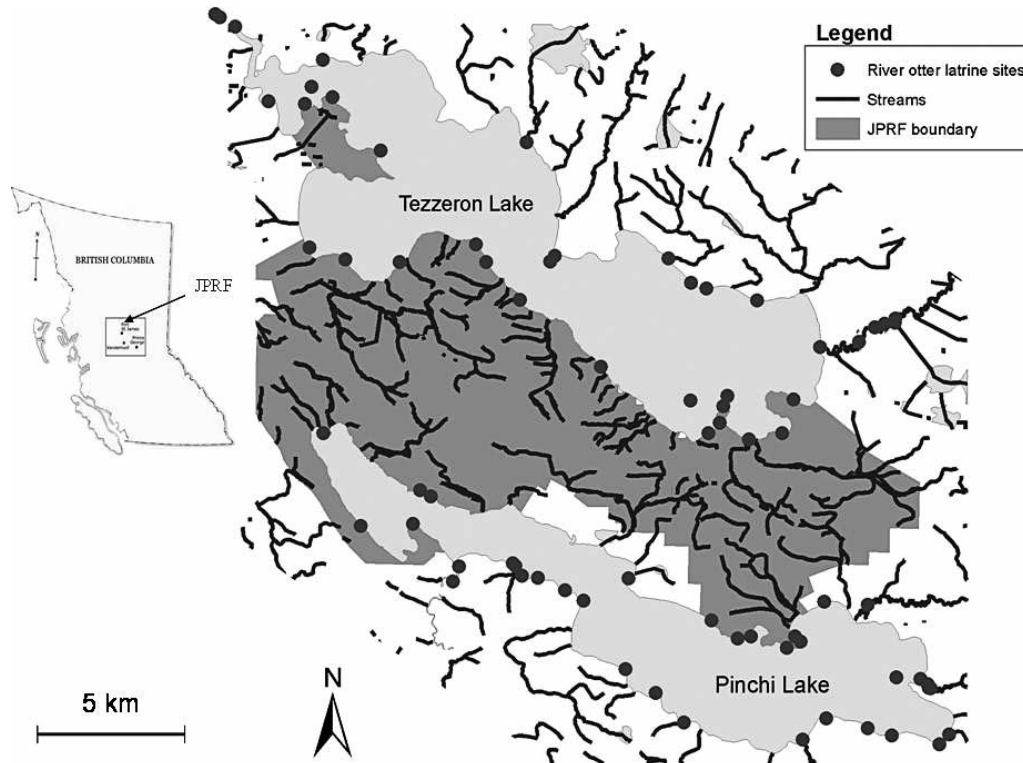 Legend
River otter latrine sites
Streams
JPRF boundary
Tezzeron Lake
N
BRITISH COLUMBIA
JPRF
Pinchi Lake
N
5 km